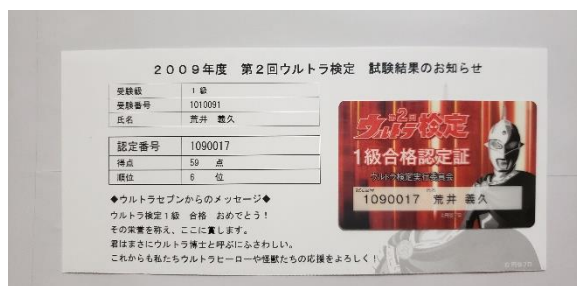 ２００９年度　第２回ウルトラ検定　試験結果のお知らせ
受験級　１級
受験番号　1010091
氏名　荒井　義久
認定番号　1090017
得点　59　点
順位　6　位
◆ウルトラセブンからのメッセージ◆
ウルトラ検定１級　合格　おめでとう！
その栄誉を称え、ここに賞します。
君はまさにウルトラ博士と呼ぶにふさわしい。
これからも私たちウルトラヒーローや怪獣たちの応援をよろしく！
第2回
ウルトラ検定
1級合格認定証
ウルトラ検定実行委員会
1090017　荒井 義久